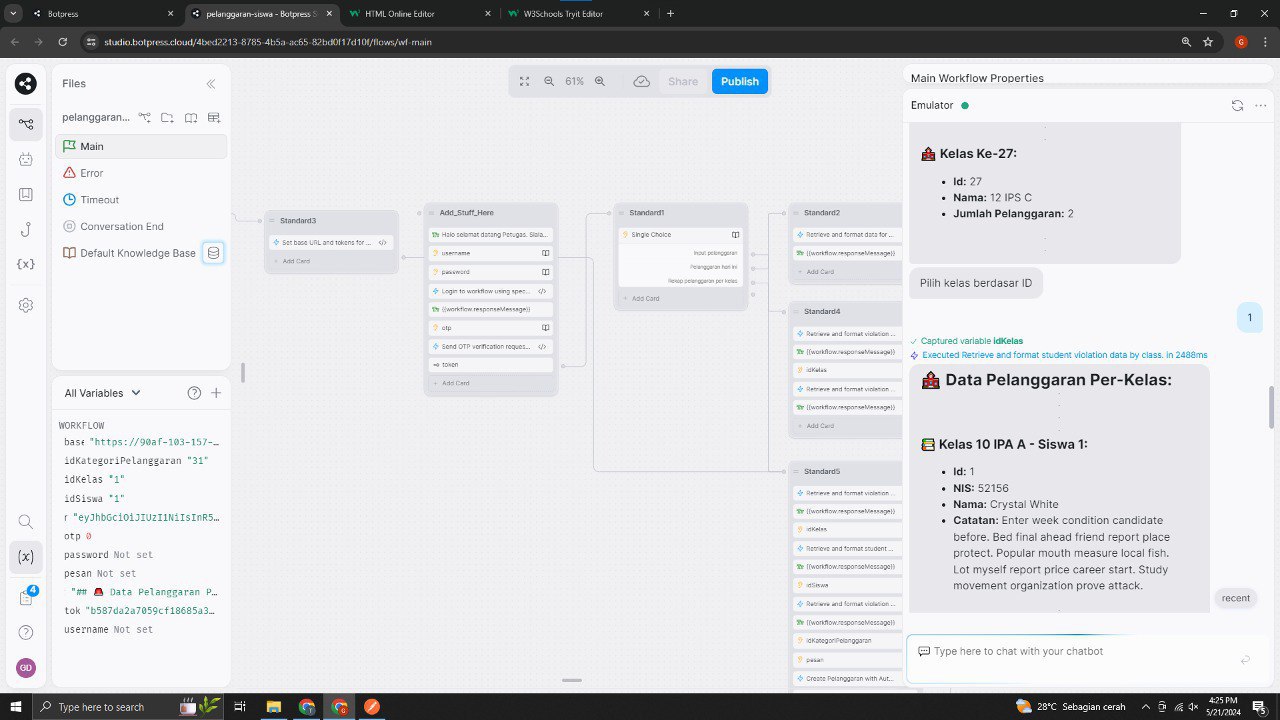 Botpress
pelanggaran-siswa - Botpress S
HTML Online Editor
W3Schools Tryit Editor
studio.botpress.cloud/4bed2213-8785-4b5a-ac65-82bd0f17d10f/flows/wf-main
G
Files
pelanggaran...
Main
Error
Timeout
Conversation End
Default Knowledge Base
All Variables
WORKFLOW
base "https://90af-103-157-...
idKategoriPelanggaran "31"
idKelas "1"
idSiswa "1"
r "eyJhbGciOiJIUzI1NiIsInR5...
otp 0
password Not set
pesan Not set
"## 🏫 Data Pelanggaran P...
tok "b397da2a7059cf18685a3...
username Not set
4
GD
61%
Share
Publish
Standard3
Set base URL and tokens for ...
Add Card
Add_Stuff_Here
Halo selamat datang Petugas. Sila...
username
password
Login to workflow using spec...
{{workflow.responseMessage}}
otp
Send OTP verification reques...
token
Add Card
Standard1
Single Choice
Input pelanggaran
Pelanggaran hari ini
Rekap pelanggaran per kelas
Add Card
Standard2
Retrieve and format data for ...
{{workflow.responseMessage}}
Add Card
Standard4
Retrieve and format violation ...
{{workflow.responseMessage}}
idKelas
Retrieve and format violation ...
{{workflow.responseMessage}}
Add Card
Standard5
Retrieve and format violation ...
{{workflow.responseMessage}}
idKelas
Retrieve and format student ...
{{workflow.responseMessage}}
idSiswa
Retrieve and format violation ...
{{workflow.responseMessage}}
idKategoriPelanggaran
pesan
Create Pelanggaran with Aut...
Main Workflow Properties
Emulator
🏫 Kelas Ke-27:
• Id: 27
• Nama: 12 IPS C
• Jumlah Pelanggaran: 2
Pilih kelas berdasar ID
1
Captured variable idKelas
Executed Retrieve and format student violation data by class. in 2488ms
🏫 Data Pelanggaran Per-Kelas:
📚 Kelas 10 IPA A - Siswa 1:
• Id: 1
• NIS: 52156
• Nama: Crystal White
• Catatan: Enter week condition candidate
before. Bed final ahead friend report place
protect. Popular mouth measure local fish.
Lot myself report price career start. Study
movement organization prove attack.
recent
Type here to chat with your chatbot
Type here to search
29°C Sebagian cerah
4:25 PM
5/21/2024